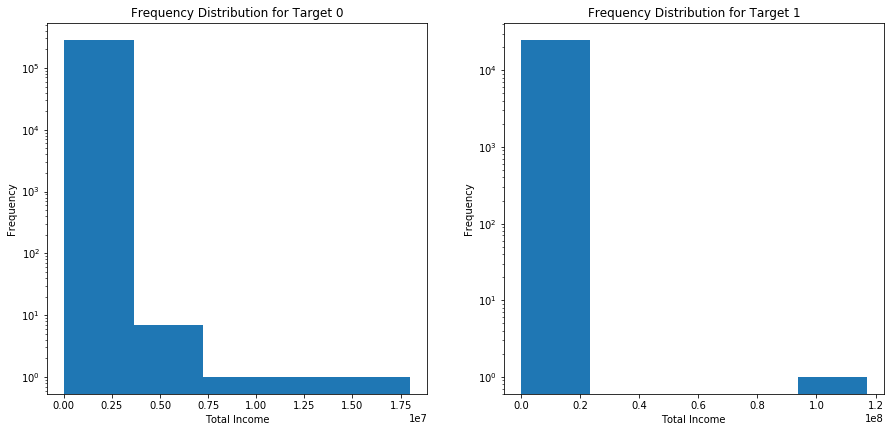 Frequency Distribution for Target 0
Frequency
10^5
10^4
10^3
10^2
10^1
10^0
0.00 0.25 0.50 0.75 1.00 1.25 1.50 1.75
1e7
Total Income
Frequency Distribution for Target 1
Frequency
10^4
10^3
10^2
10^1
10^0
0.0 0.2 0.4 0.6 0.8 1.0 1.2
1e8
Total Income